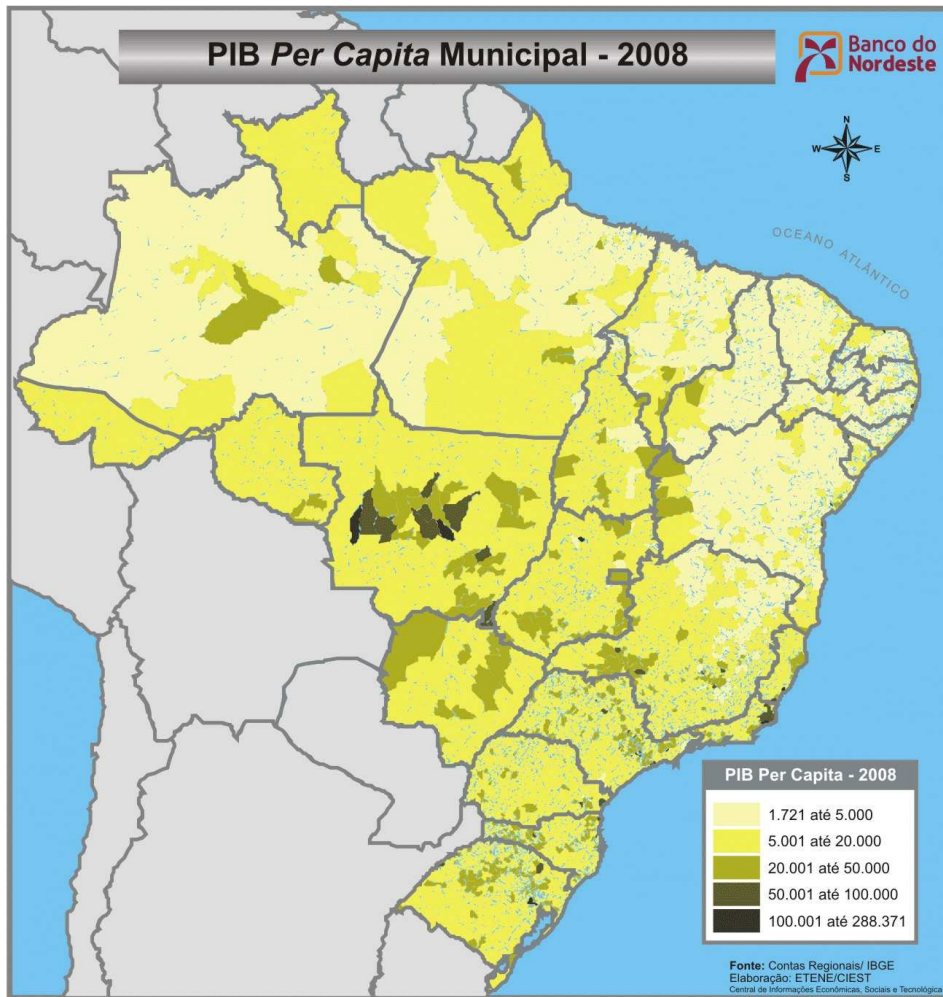 PIB Per Capita Municipal - 2008
Banco do
Nordeste
N
W E
S
OCEANO ATLÂNTICO
PIB Per Capita - 2008
1.721 até 5.000
5.001 até 20.000
20.001 até 50.000
50.001 até 100.000
100.001 até 288.371
Fonte: Contas Regionais/ IBGE
Elaboração: ETENE/CIEST
Central de Informações Econômicas, Sociais e Tecnológica